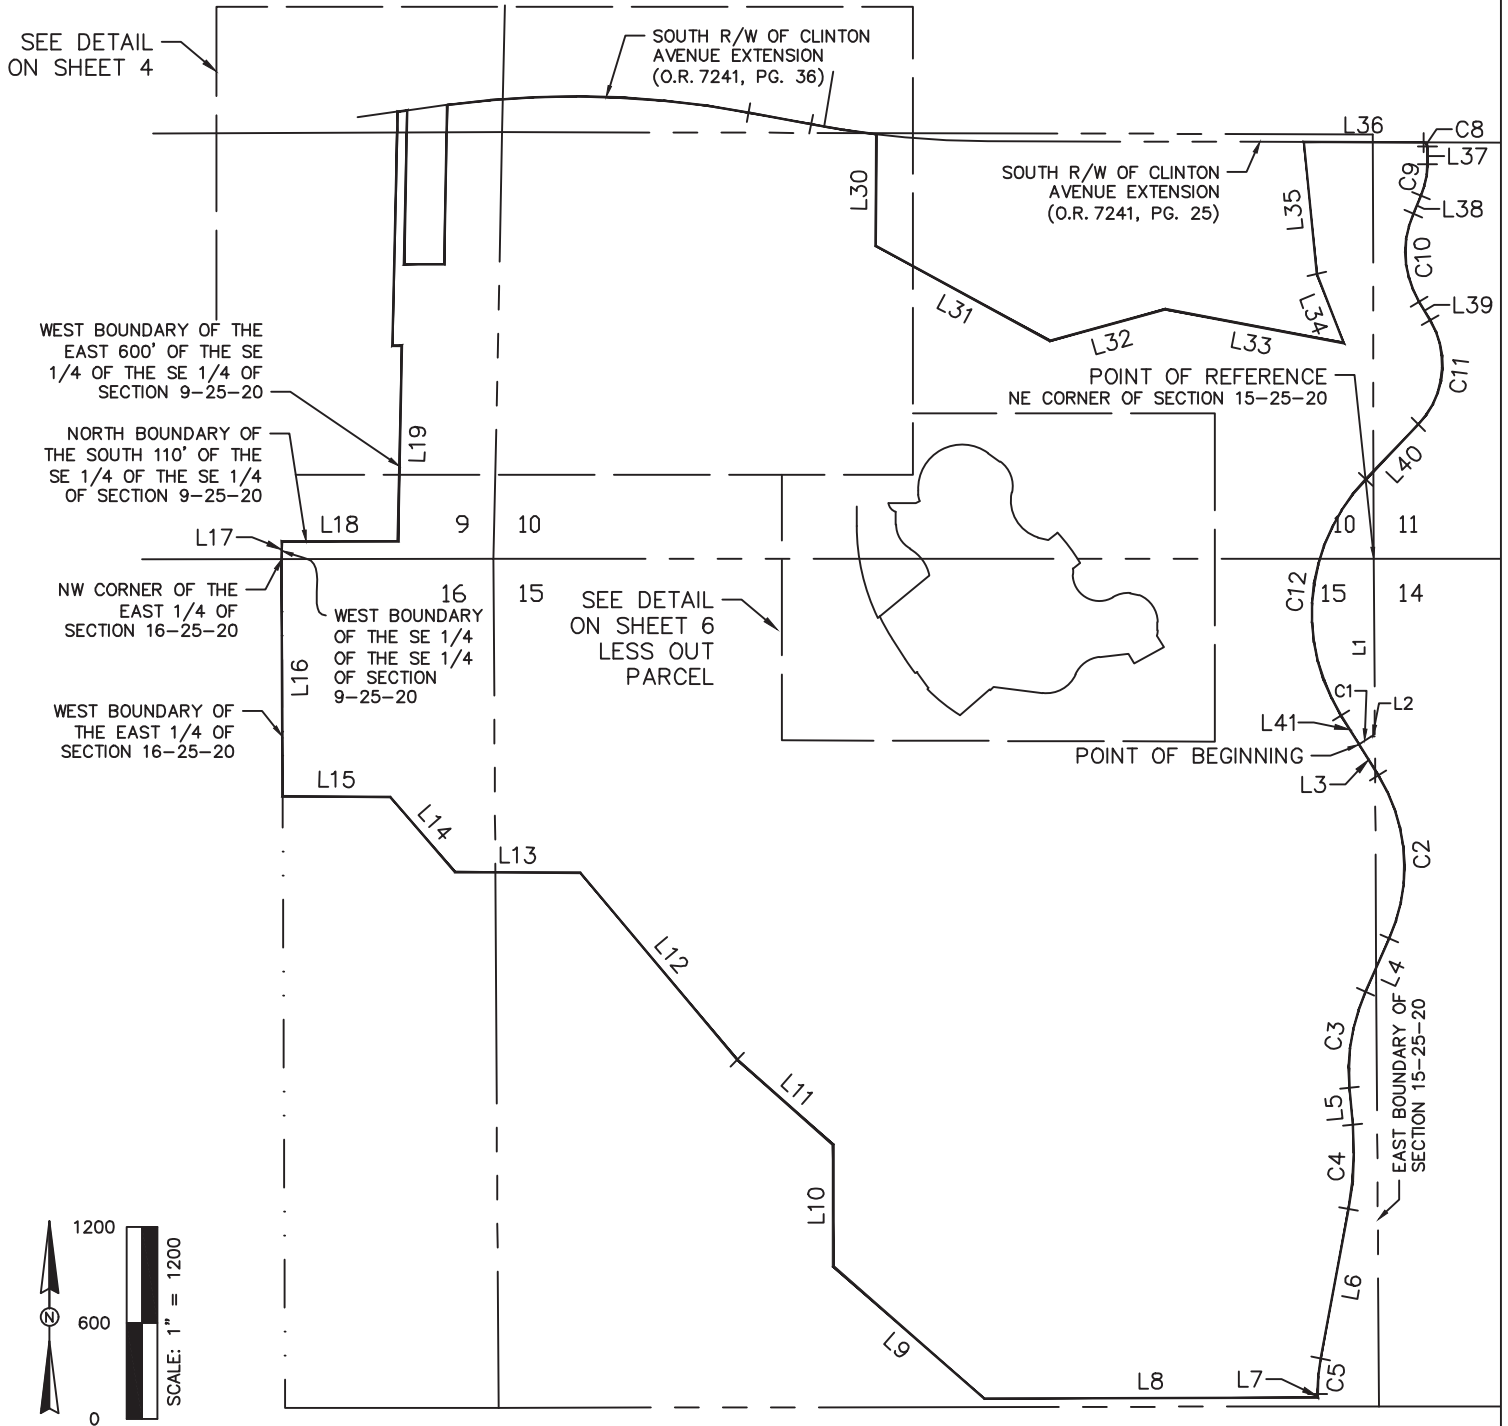 SEE DETAIL
ON SHEET 4
SOUTH R/W OF CLINTON
AVENUE EXTENSION
(O.R. 7241, PG. 36)
L36
C8
L37
C9
L38
SOUTH R/W OF CLINTON
AVENUE EXTENSION
(O.R. 7241, PG. 25)
L30
L35
C10
L39
L31
L34
L32
L33
C11
WEST BOUNDARY OF THE
EAST 600' OF THE SE
1/4 OF THE SE 1/4 OF
SECTION 9-25-20
POINT OF REFERENCE
NE CORNER OF SECTION 15-25-20
NORTH BOUNDARY OF
THE SOUTH 110' OF THE
SE 1/4 OF THE SE 1/4
OF SECTION 9-25-20
L19
L40
L17
L18
9
10
10
11
NW CORNER OF THE
EAST 1/4 OF
SECTION 16-25-20
16
15
15
14
WEST BOUNDARY
OF THE SE 1/4
OF THE SE 1/4
OF SECTION
9-25-20
SEE DETAIL
ON SHEET 6
LESS OUT
PARCEL
C12
L1
L16
C1
L2
WEST BOUNDARY OF
THE EAST 1/4 OF
SECTION 16-25-20
L41
POINT OF BEGINNING
L3
L15
L14
L13
C2
L12
L4
C3
EAST BOUNDARY OF
SECTION 15-25-20
L11
L5
C4
L10
L6
L9
L8
L7
C5
N
1200
600
0
SCALE: 1" = 1200